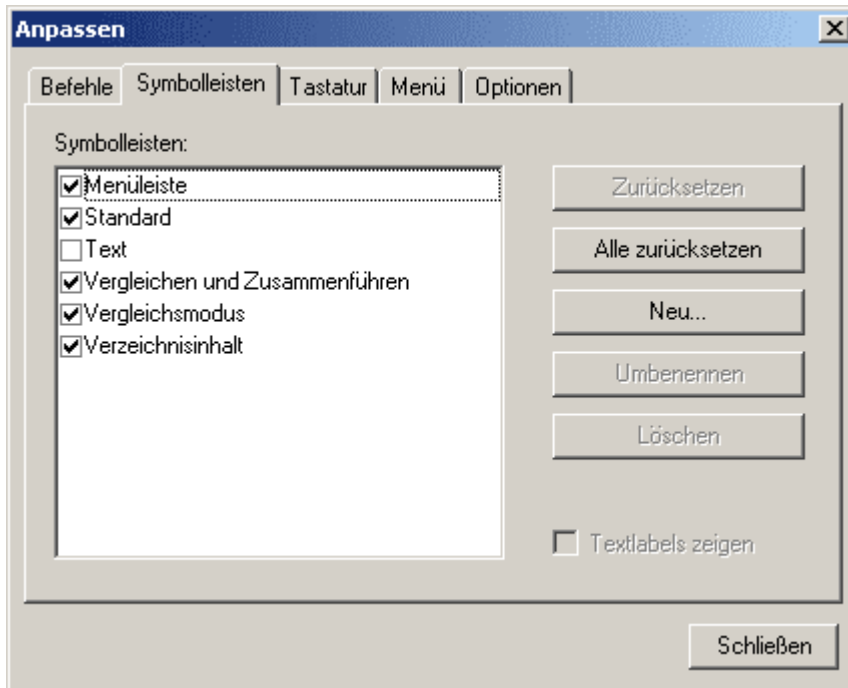 Anpassen
Befehle Symbolleisten Tastatur Menü Optionen
Symbolleisten:
Menüleiste
Standard
Text
Vergleichen und Zusammenführen
Vergleichsmodus
Verzeichnisinhalt
Zurücksetzen
Alle zurücksetzen
Neu...
Umbenennen
Löschen
Textlabels zeigen
Schließen